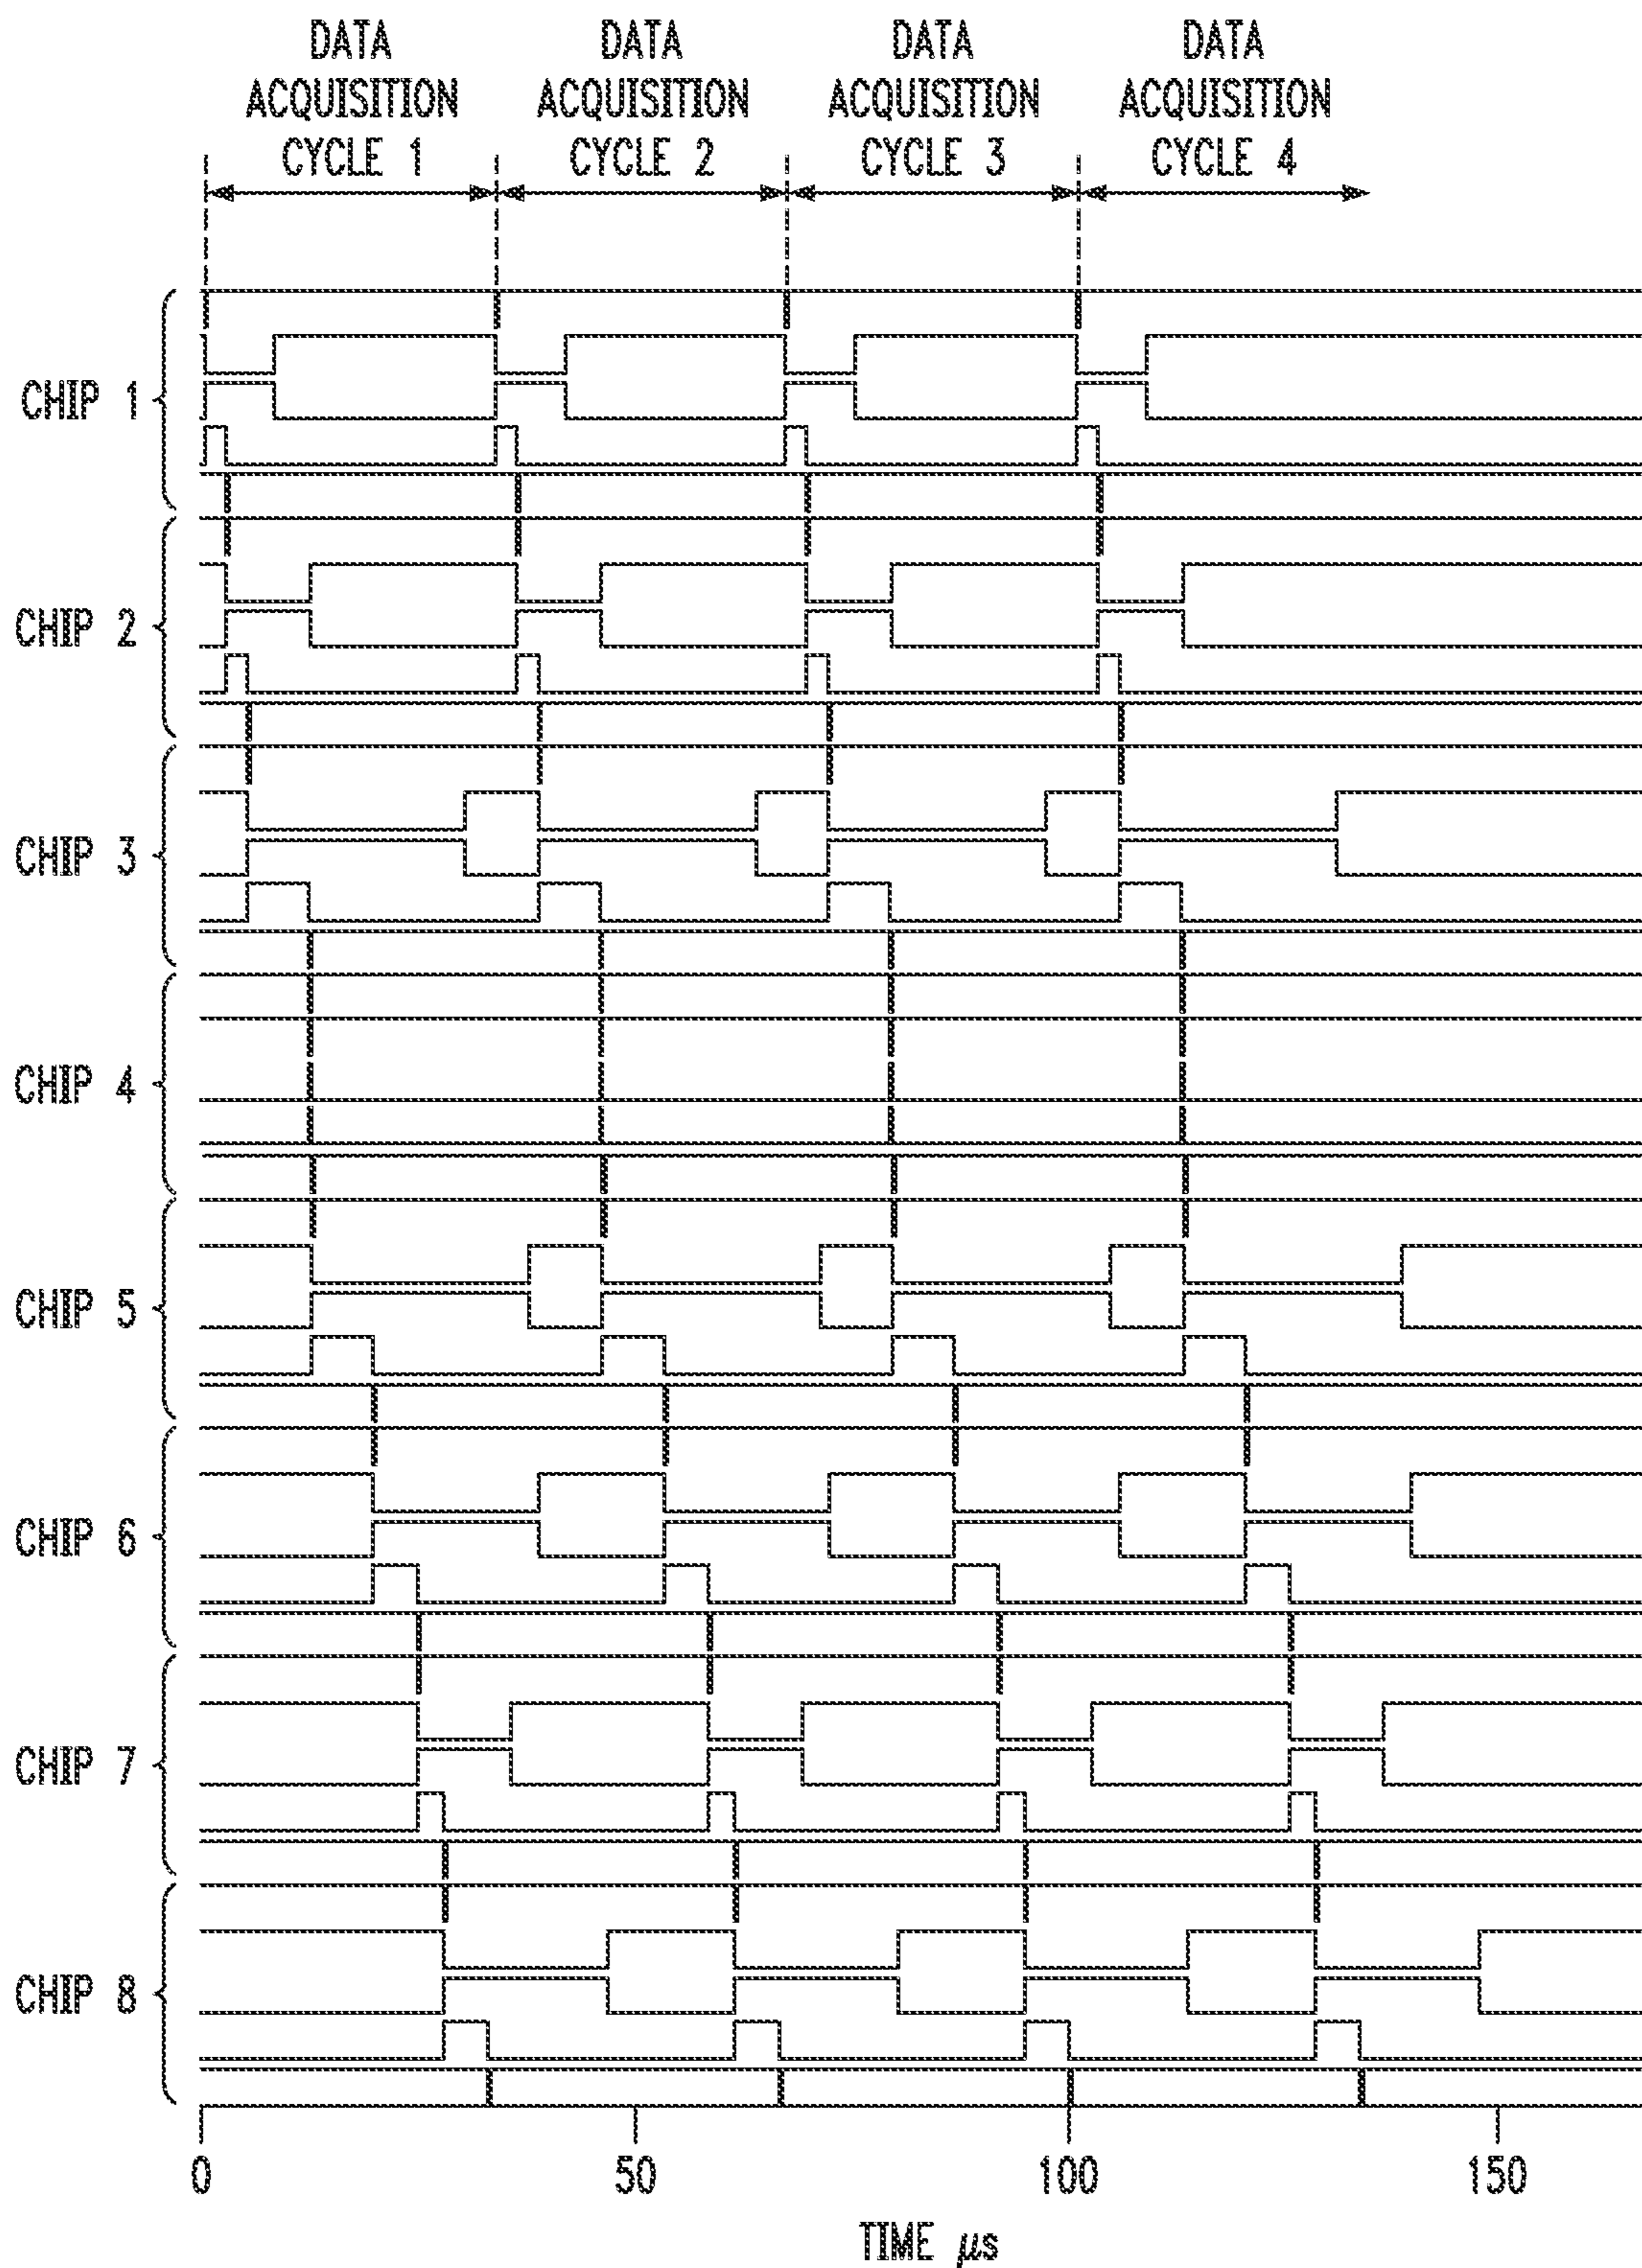 DATA DATA DATA DATA
ACQUISITION ACQUISITION ACQUISITION ACQUISITION
CYCLE 1 CYCLE 2 CYCLE 3 CYCLE 4
CHIP 1
CHIP 2
CHIP 3
CHIP 4
CHIP 5
CHIP 6
CHIP 7
CHIP 8
0 50 100 150
TIME μs